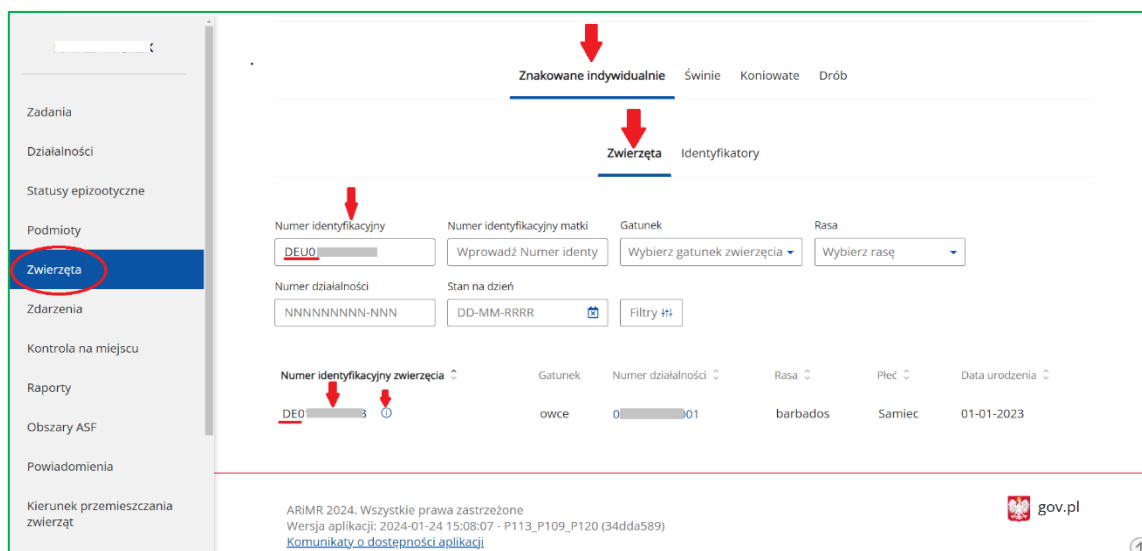 Zadania
Działalności
Statusy epizootyczne
Podmioty
Zwierzęta
Zdarzenia
Kontrola na miejscu
Raporty
Obszary ASF
Powiadomienia
Kierunek przemieszczania
zwierząt
Znakowane indywidualnie Świnie Koniowate Drób
Zwierzęta Identyfikatory
Numer identyfikacyjny Numer identyfikacyjny matki Gatunek Rasa
DEU0 Wprowadź Numer identy Wybierz gatunek zwierzęcia Wybierz rasę
Numer działalności Stan na dzień
NNNNNNNNN-NNN DD-MM-RRRR Filtry
Numer identyfikacyjny zwierzęcia Gatunek Numer działalności Rasa Płeć Data urodzenia
DE0 owce 0 001 barbados Samiec 01-01-2023
ARiMR 2024. Wszystkie prawa zastrzeżone
Wersja aplikacji: 2024-01-24 15:08:07 - P113_P109_P120 (34dda589)
Komunikaty o dostępności aplikacji
gov.pl